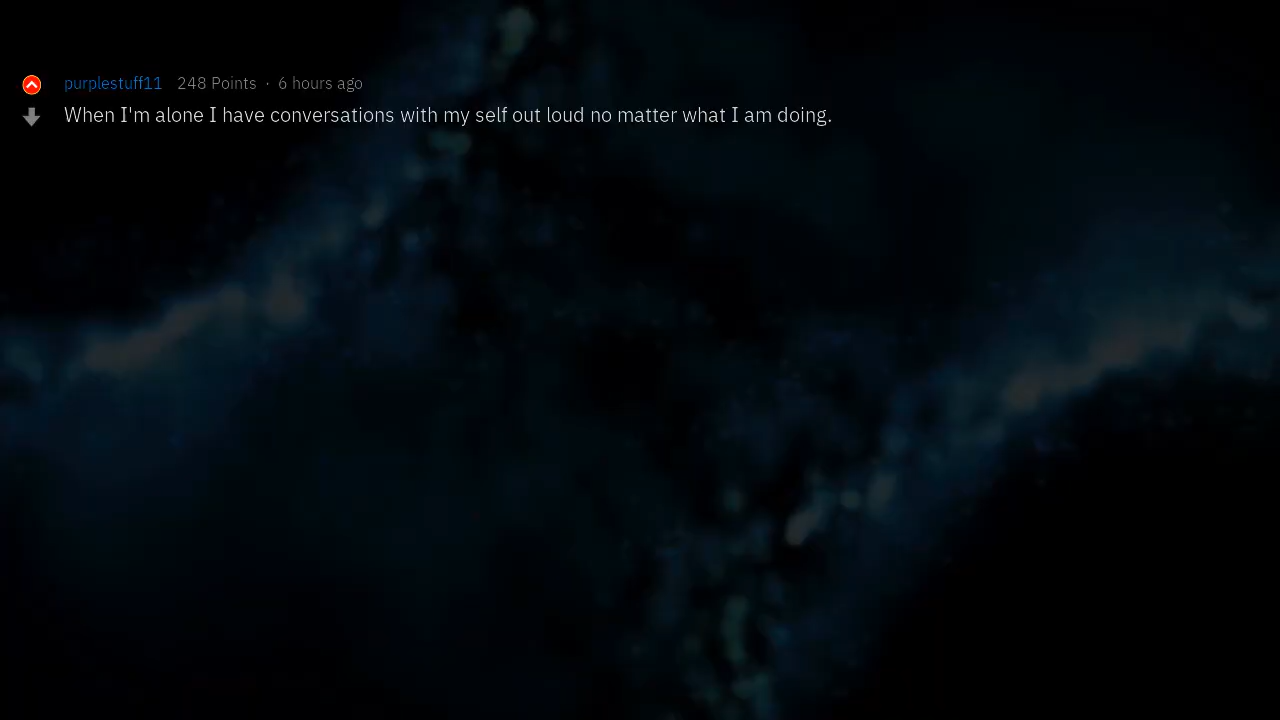 purplestuff11 248 Points · 6 hours ago
When I'm alone I have conversations with my self out loud no matter what I am doing.